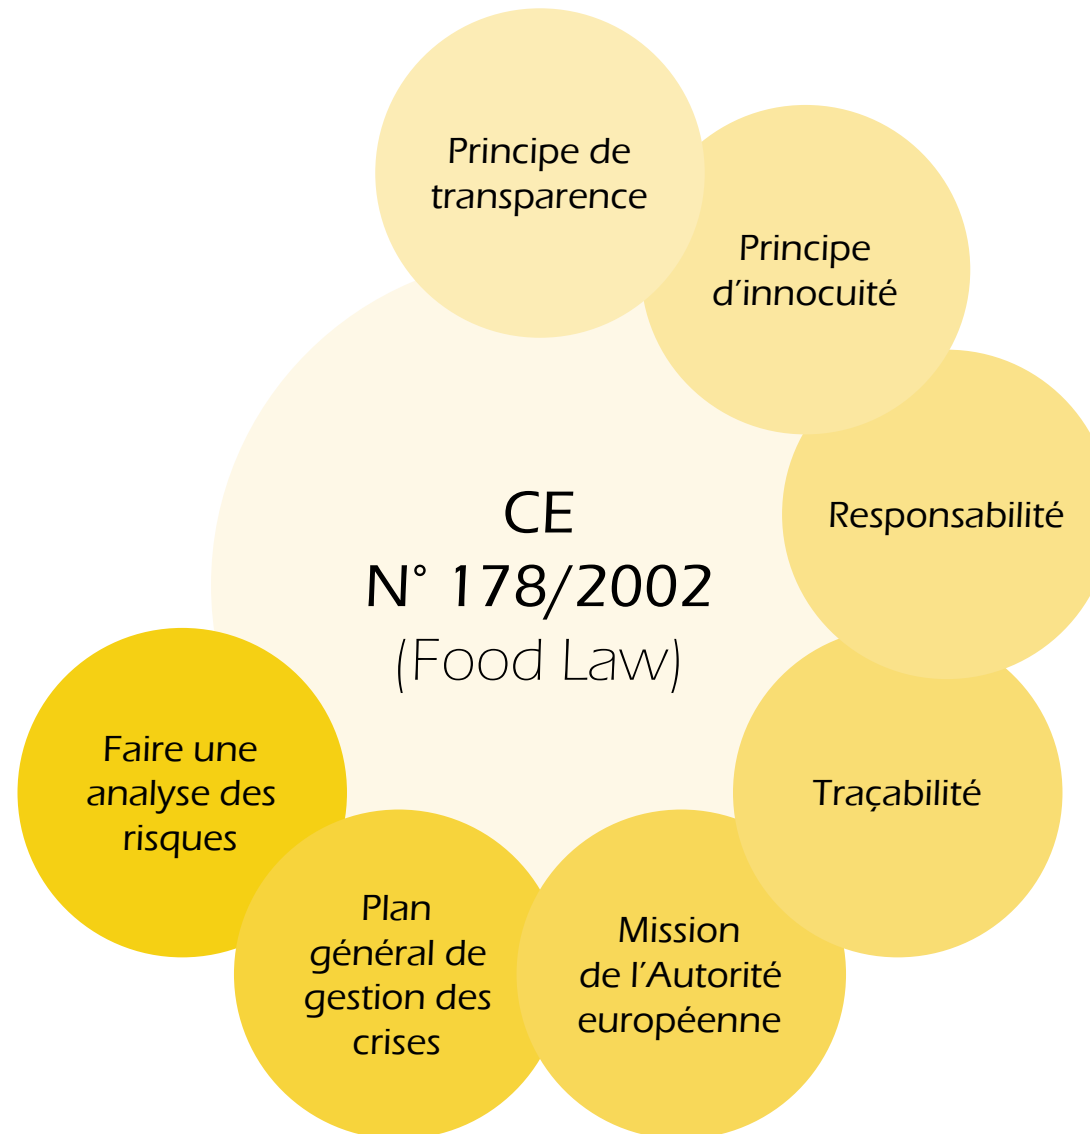 Principe de
transparence
Principe
d’innocuité
Responsabilité
CE
N° 178/2002
(Food Law)
Traçabilité
Mission
de l’Autorité
européenne
Plan
général de
gestion des
crises
Faire une
analyse des
risques